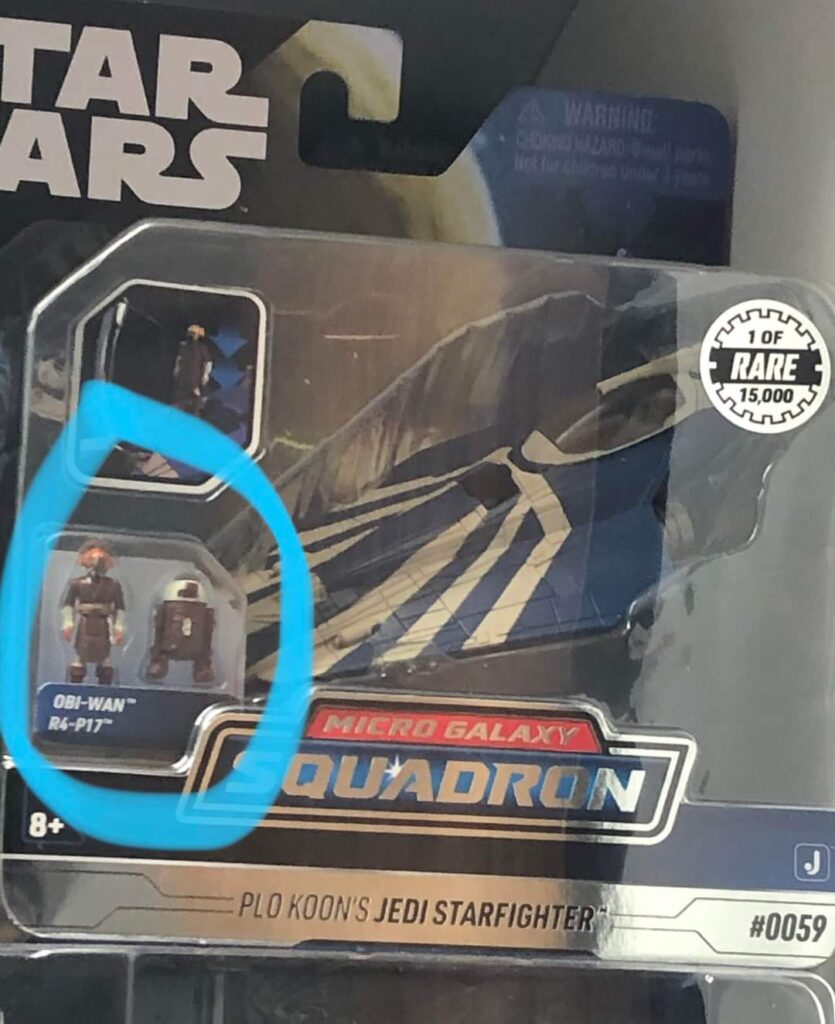 TAR
ARS
WARNING
CHOKING HAZARD-Small parts.
Not for children under 3 years.
1 OF
RARE
15,000
OBI-WAN™
R4-P17™
MICRO GALAXY
SQUADRON
8+
J
PLO KOON'S JEDI STARFIGHTER™
#0059